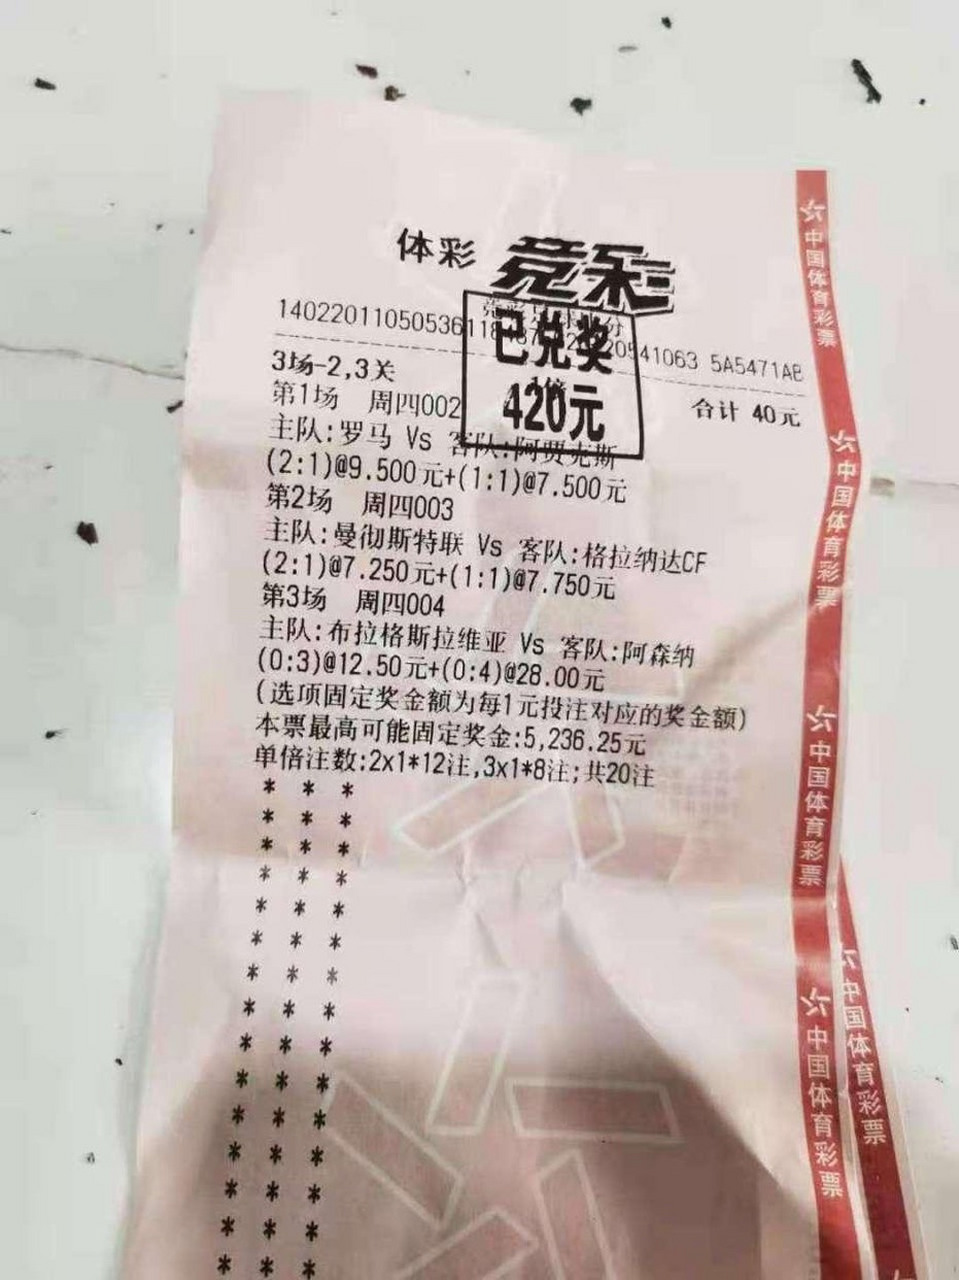 体彩 竞彩
140220110505361 5A5471AB
已兑奖
420元
3场-2,3关
合计 40元
第1场 周四002
主队:罗马 Vs 客队:阿贾克斯
(2:1)@9.500元+(1:1)@7.500元
第2场 周四003
主队:曼彻斯特联 Vs 客队:格拉纳达CF
(2:1)@7.250元+(1:1)@7.750元
第3场 周四004
主队:布拉格斯拉维亚 Vs 客队:阿森纳
(0:3)@12.50元+(0:4)@28.00元
(选项固定奖金额为每1元投注对应的奖金额)
本票最高可能固定奖金:5,236.25元
单倍注数:2x1*12注,3x1*8注;共20注
中国体育彩票
中国体育彩票
中国体育彩票
中国体育彩票
中国体育彩票